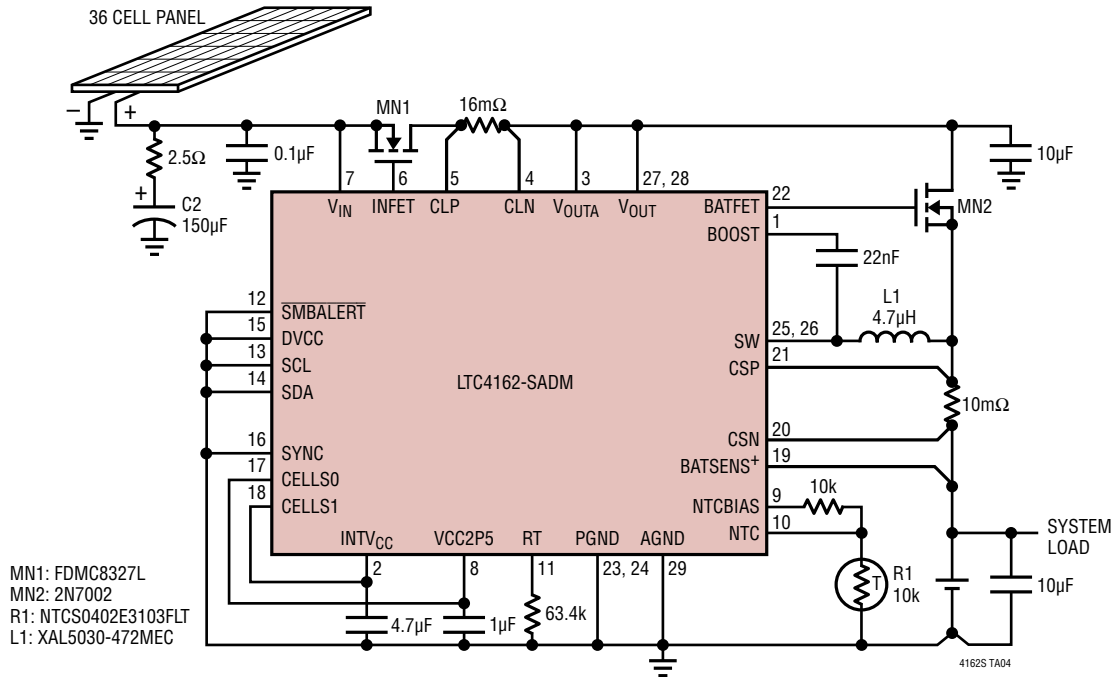 36 CELL PANEL
−
+
MN1
16mΩ
2.5Ω
0.1µF
10µF
+
C2
150µF
7
6
5
4
3
27, 28
VIN
INFET
CLP
CLN
VOUTA
VOUT
BATFET
22
MN2
BOOST
1
22nF
L1
4.7µH
12
SMBALERT
15
DVCC
13
SCL
14
SDA
SW
25, 26
CSP
21
LTC4162-SADM
10mΩ
16
SYNC
17
CELLS0
18
CELLS1
CSN
20
BATSENS+
19
NTCBIAS
9
10k
NTC
10
SYSTEM
LOAD
INTVCC
VCC2P5
RT
PGND
AGND
2
8
11
23, 24
29
T
R1
10k
10µF
MN1: FDMC8327L
MN2: 2N7002
R1: NTCS0402E3103FLT
L1: XAL5030-472MEC
4.7µF
1µF
63.4k
4162S TA04